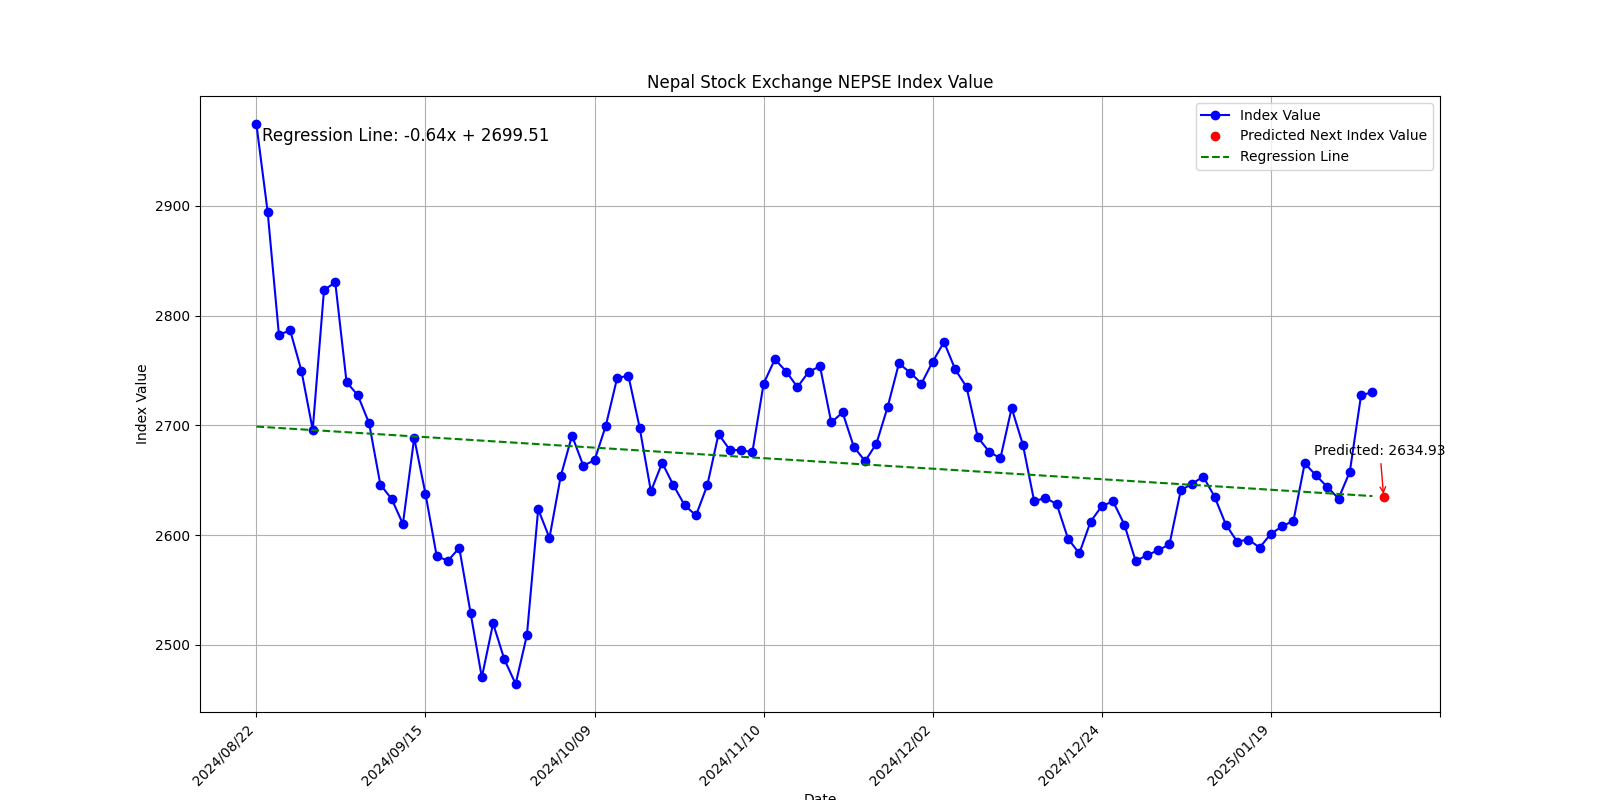 Nepal Stock Exchange NEPSE Index Value
Regression Line: -0.64x + 2699.51
Index Value
Predicted Next Index Value
Regression Line
2900
2800
2700
2600
2500
Index Value
Predicted: 2634.93
2024/08/22
2024/09/15
2024/10/09
2024/11/10
2024/12/02
2024/12/24
2025/01/19
Date